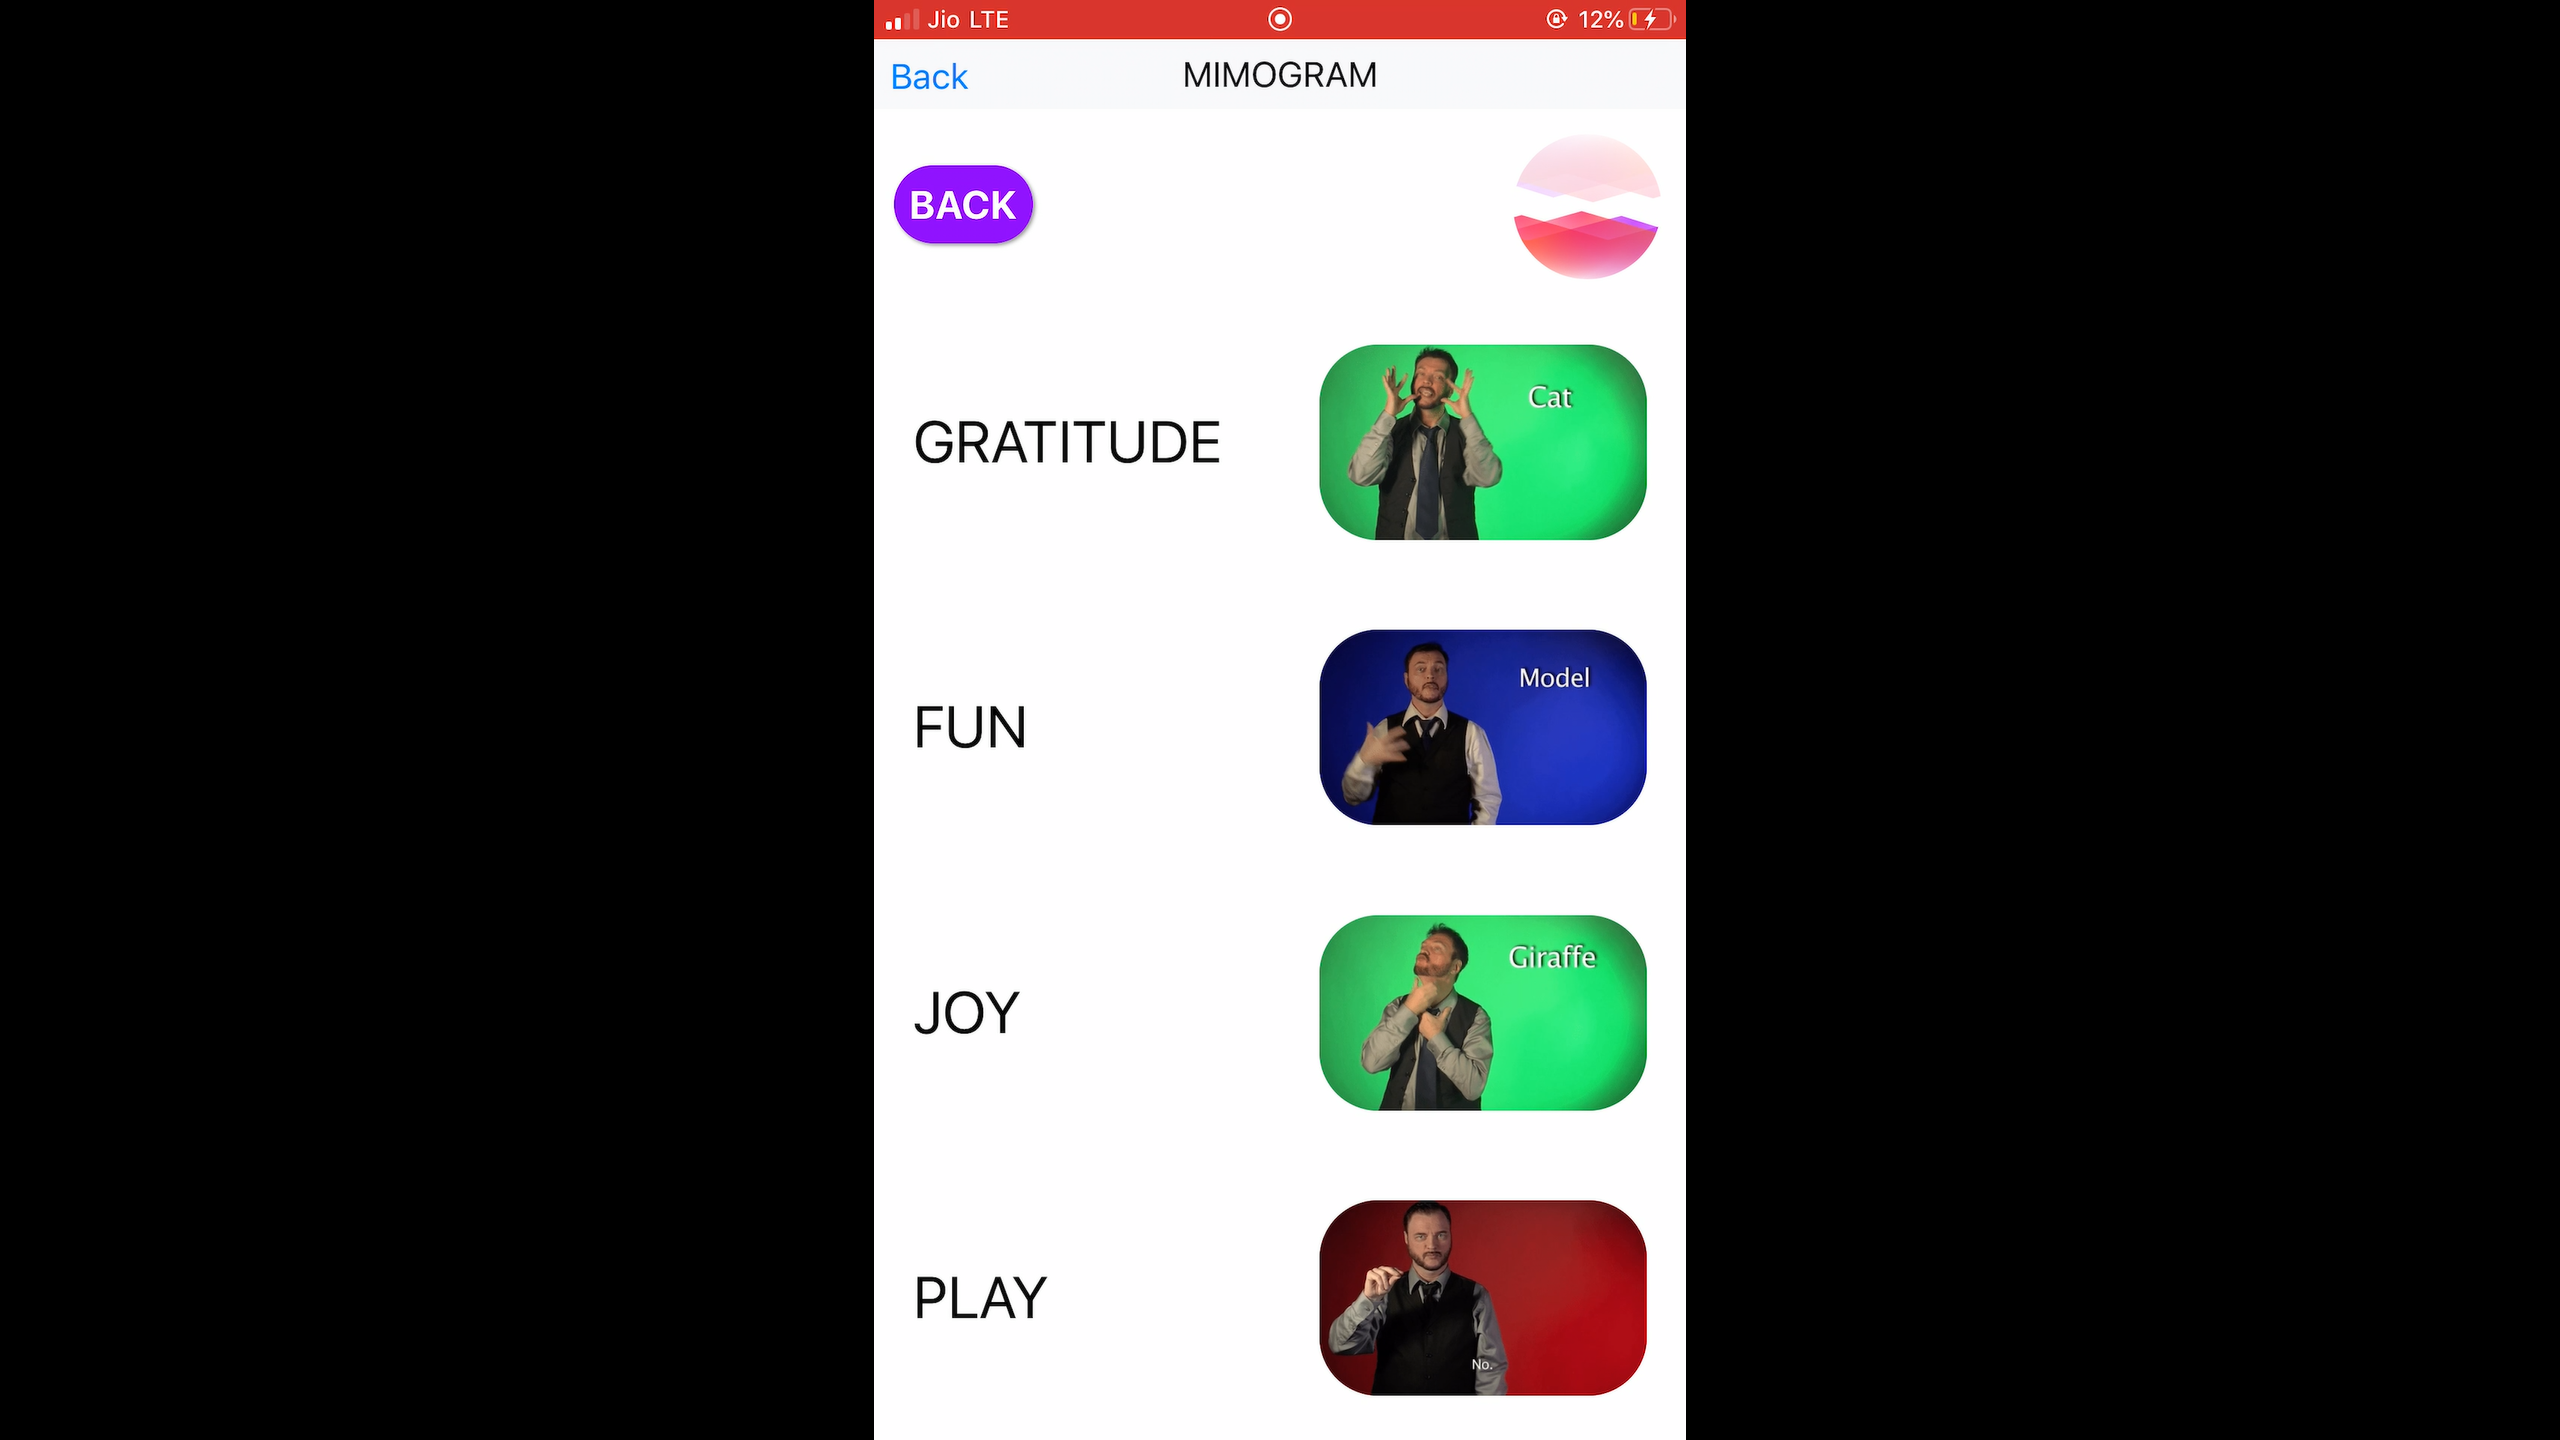 Jio LTE 12%
Back MIMOGRAM
BACK
GRATITUDE
Cat
FUN
Model
JOY
Giraffe
PLAY
No.